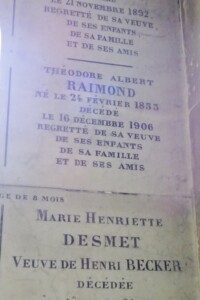 LE 21 NOVEMBRE 1892
REGRETTÉ DE SA VEUVE
DE SES ENFANTS
DE SA FAMILLE
ET DE SES AMIS
THÉODORE ALBERT
RAIMOND
NÉ LE 24 FÉVRIER 1833
DÉCÉDÉ
LE 16 DÉCEMBRE 1906
REGRETTÉ DE SA VEUVE
DE SES ENFANTS
DE SA FAMILLE
ET DE SES AMIS
GE DE 8 MOIS
MARIE HENRIETTE
DESMET
VEUVE DE HENRI BECKER
DÉCÉDÉE